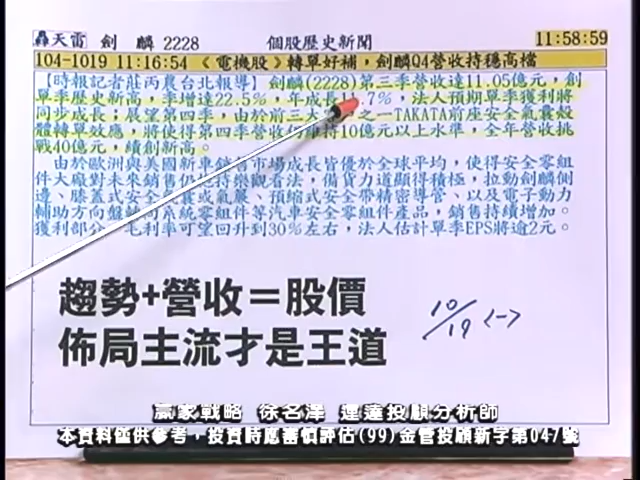 轟天雷 劍 麟 2228 個股歷史新聞 11:58:59
104-1019 11:16:54 《電機股》轉單好補，劍麟Q4營收持穩高檔
【時報記者莊丙農台北報導】劍麟(2228)第三季營收達11.05億元，創
單季歷史新高，季增達22.5%，年成長1 .7%，法人預期單季獲利將
同步成長；展望第四季，由於前三大 之一TAKATA前座安全氣囊殼
體轉單效應，將使得第四季營收 維持10億元以上水準，全年營收挑
戰40億元，續創新高。
由於歐洲與美國新車銷售市場成長皆優於全球平均，使得安全零組
件大廠對未來銷售仍 持樂觀看法，備貨力道顯得積極，拉動劍麟側
邊、膝蓋式安全氣囊或氣簾、預縮式安全帶精密導管、以及電子動力
輔助方向盤 系統零組件等汽車安全零組件產品，銷售持續增加。
獲利部分，毛利率可望回升到30%左右，法人估計單季EPS將逾2元。
趨勢+營收＝股價
佈局主流才是王道
10/19 <一>
贏家戰略 徐名澤 運達投顧分析師
本資料僅供參考，投資時應審慎評估(99)金管投顧新字第047號